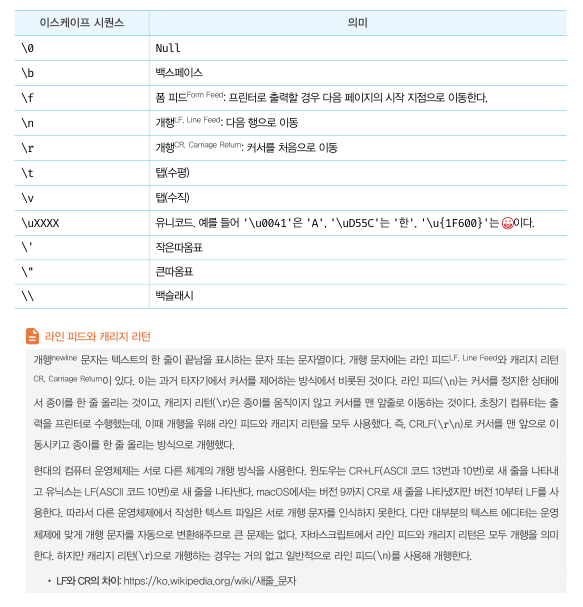 이스케이프 시퀀스 의미
\0 Null
\b 백스페이스
\f 폼 피드Form Feed: 프린터로 출력할 경우 다음 페이지의 시작 지점으로 이동한다.
\n 개행LF, Line Feed: 다음 행으로 이동
\r 개행CR, Carriage Return: 커서를 처음으로 이동
\t 탭(수평)
\v 탭(수직)
\uXXXX 유니코드. 예를 들어 '\u0041'은 'A', '\uD55C'는 '한', '\u{1F600}'는 😀이다.
\' 작은따옴표
\" 큰따옴표
\\ 백슬래시
라인 피드와 캐리지 리턴
개행newline 문자는 텍스트의 한 줄이 끝남을 표시하는 문자 또는 문자열이다. 개행 문자에는 라인 피드LF, Line Feed와 캐리지 리턴
CR, Carriage Return이 있다. 이는 과거 타자기에서 커서를 제어하는 방식에서 비롯된 것이다. 라인 피드(\n)는 커서를 정지한 상태에
서 종이를 한 줄 올리는 것이고, 캐리지 리턴(\r)은 종이를 움직이지 않고 커서를 맨 앞줄로 이동하는 것이다. 초창기 컴퓨터는 출
력을 프린터로 수행했는데, 이때 개행을 위해 라인 피드와 캐리지 리턴을 모두 사용했다. 즉, CRLF(\r\n)로 커서를 맨 앞으로 이
동시키고 종이를 한 줄 올리는 방식으로 개행했다.
현대의 컴퓨터 운영체제는 서로 다른 체계의 개행 방식을 사용한다. 윈도우는 CR+LF(ASCII 코드 13번과 10번)로 새 줄을 나타내
고 유닉스는 LF(ASCII 코드 10번)로 새 줄을 나타낸다. macOS에서는 버전 9까지 CR로 새 줄을 나타냈지만 버전 10부터 LF를 사
용한다. 따라서 다른 운영체제에서 작성한 텍스트 파일은 서로 개행 문자를 인식하지 못한다. 다만 대부분의 텍스트 에디터는 운영
체제에 맞게 개행 문자를 자동으로 변환해주므로 큰 문제는 없다. 자바스크립트에서 라인 피드와 캐리지 리턴은 모두 개행을 의미
한다. 하지만 캐리지 리턴(\r)으로 개행하는 경우는 거의 없고 일반적으로 라인 피드(\n)를 사용해 개행한다.
• LF와 CR의 차이: https://ko.wikipedia.org/wiki/새줄_문자